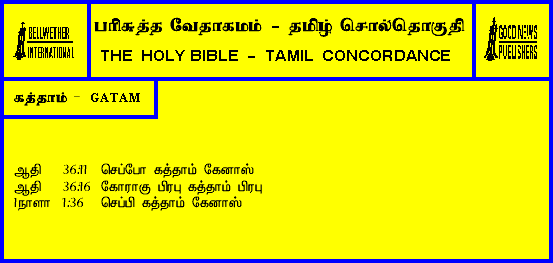 BELLWETHER
INTERNATIONAL
பரிசுத்த வேதாகமம் - தமிழ் சொல்தொகுதி
THE HOLY BIBLE - TAMIL CONCORDANCE
GOOD NEWS
PUBLISHERS
கத்தாம் - GATAM
ஆதி 36:11 செப்போ கத்தாம் கேனாஸ்
ஆதி 36:16 கோராகு பிரபு கத்தாம் பிரபு
1நாளா 1:36 செப்பி கத்தாம் கேனாஸ்